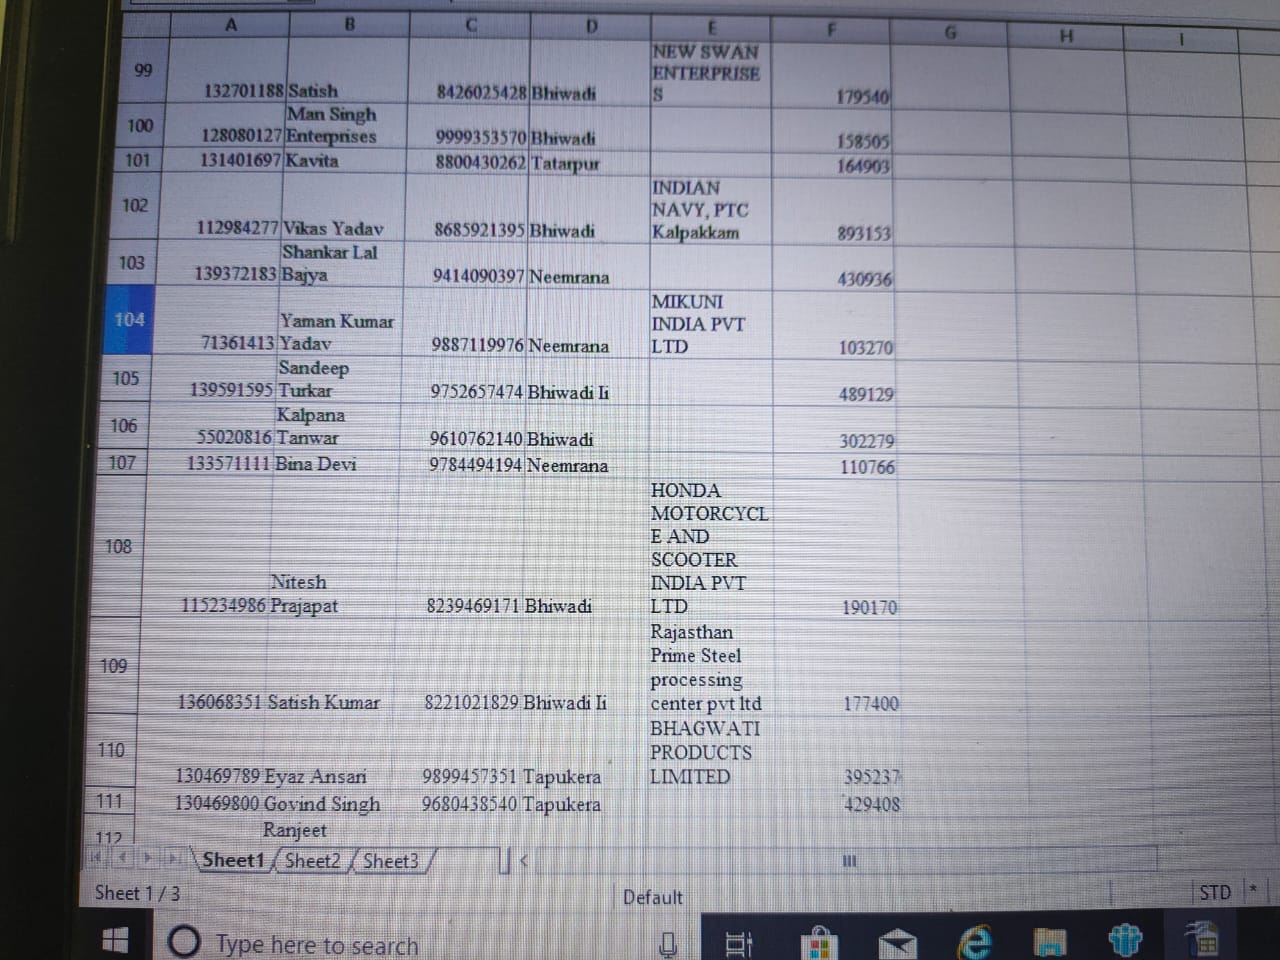 A B C D E F G H I
NEW SWAN
99 ENTERPRISE
132701188 Satish 8426025428 Bhiwadi S 179540
Man Singh
100 128080127 Enterprises 9999353570 Bhiwadi 158505
101 131401697 Kavita 8800430262 Tatarpur 164903
INDIAN
102 NAVY, PTC
112984277 Vikas Yadav 8685921395 Bhiwadi Kalpakkam 893153
Shankar Lal
103 139372183 Bajya 9414090397 Neemrana 430936
MIKUNI
104 Yaman Kumar INDIA PVT
71361413 Yadav 9887119976 Neemrana LTD 103270
Sandeep
105 139591595 Turkar 9752657474 Bhiwadi Ii 489129
Kalpana
106 55020816 Tanwar 9610762140 Bhiwadi 302279
107 133571111 Bina Devi 9784494194 Neemrana 110766
HONDA
MOTORCYCL
108 E AND
SCOOTER
Nitesh INDIA PVT
115234986 Prajapat 8239469171 Bhiwadi LTD 190170
Rajasthan
109 Prime Steel
processing
136068351 Satish Kumar 8221021829 Bhiwadi Ii center pvt ltd 177400
BHAGWATI
110 PRODUCTS
130469789 Eyaz Ansari 9899457351 Tapukera LIMITED 395237
111 130469800 Govind Singh 9680438540 Tapukera 429408
112 Ranjeet
Sheet1 Sheet2 Sheet3
Sheet 1 / 3 Default STD *
Type here to search